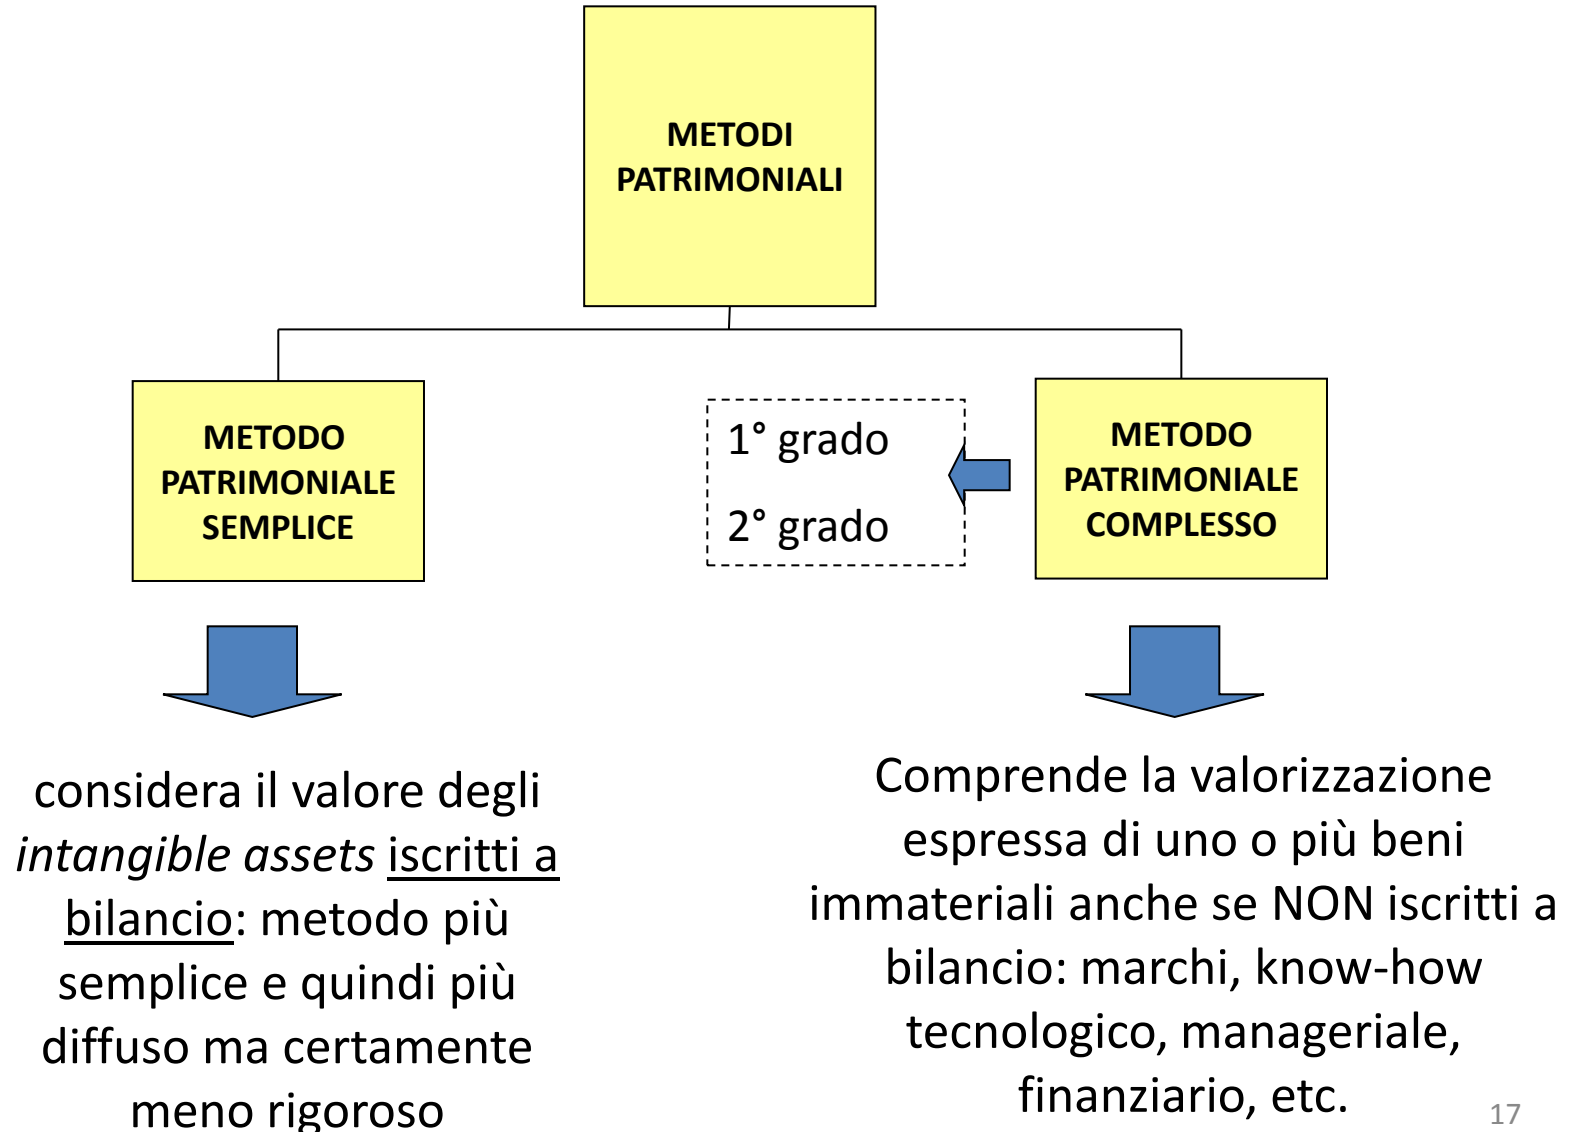 METODI
PATRIMONIALI
METODO
PATRIMONIALE
SEMPLICE
1° grado
2° grado
METODO
PATRIMONIALE
COMPLESSO
considera il valore degli
intangible assets iscritti a
bilancio: metodo più
semplice e quindi più
diffuso ma certamente
meno rigoroso
Comprende la valorizzazione
espressa di uno o più beni
immateriali anche se NON iscritti a
bilancio: marchi, know-how
tecnologico, manageriale,
finanziario, etc.
17